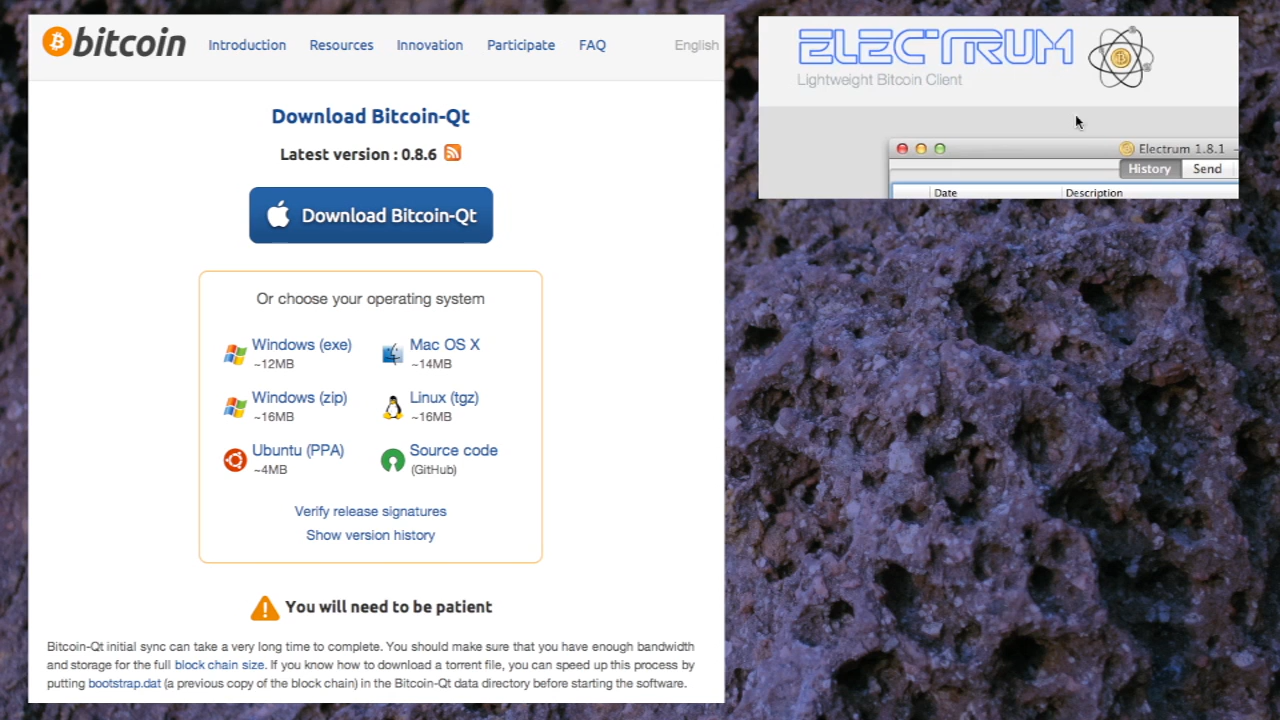 bitcoin
Introduction Resources Innovation Participate FAQ English
Download Bitcoin-Qt
Latest version : 0.8.6
Download Bitcoin-Qt
Or choose your operating system
Windows (exe)
~12MB
Mac OS X
~14MB
Windows (zip)
~16MB
Linux (tgz)
~16MB
Ubuntu (PPA)
~4MB
Source code
(GitHub)
Verify release signatures
Show version history
You will need to be patient
Bitcoin-Qt initial sync can take a very long time to complete. You should make sure that you have enough bandwidth
and storage for the full block chain size. If you know how to download a torrent file, you can speed up this process by
putting bootstrap.dat (a previous copy of the block chain) in the Bitcoin-Qt data directory before starting the software.
ELECTRUM
Lightweight Bitcoin Client
Electrum 1.8.1 -
History Send
Date Description